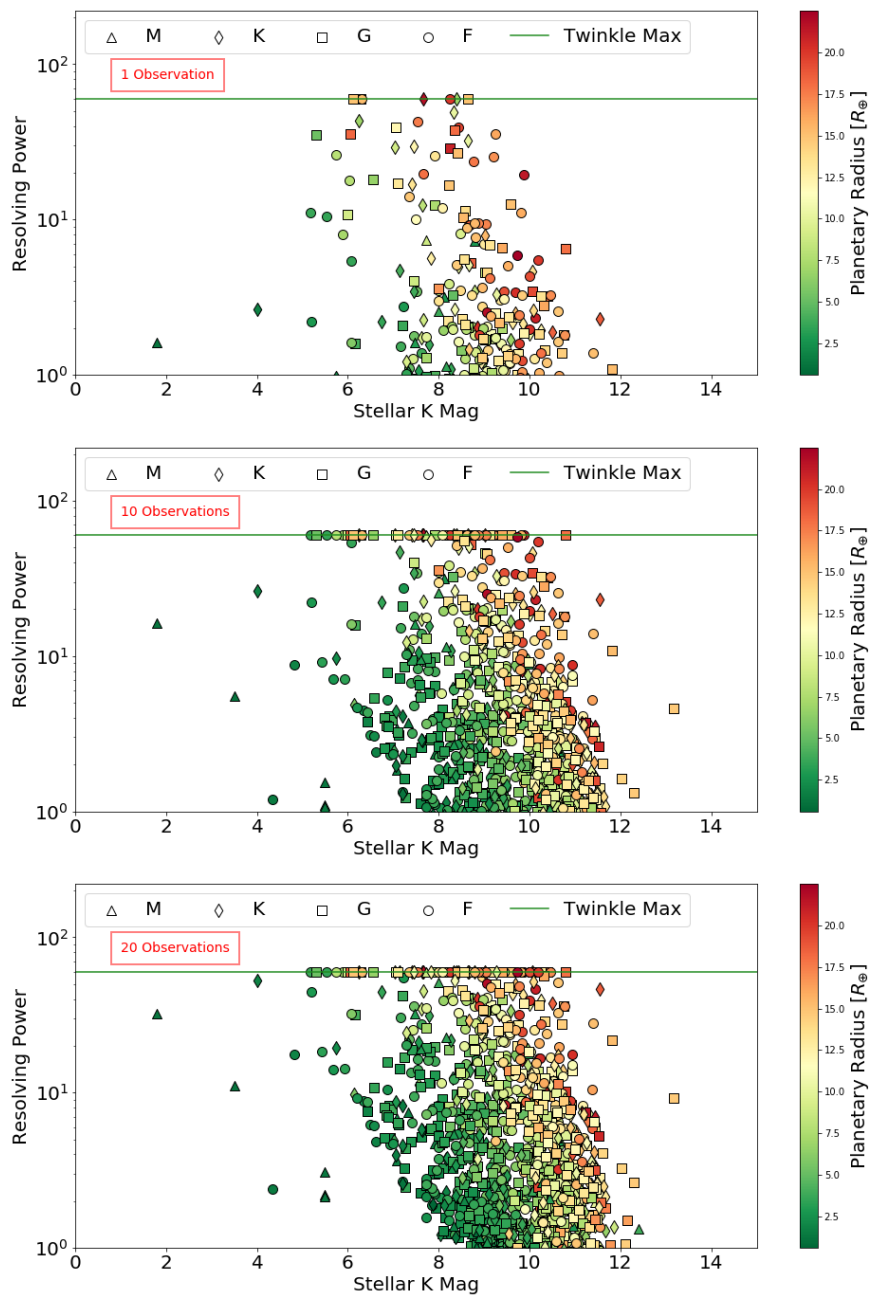 M K G F Twinkle Max
1 Observation
Resolving Power
10²
10¹
10⁰
0 2 4 6 8 10 12 14
Stellar K Mag
20.0
17.5
15.0
12.5
10.0
7.5
5.0
2.5
Planetary Radius [R⊕]
M K G F Twinkle Max
10 Observations
Resolving Power
10²
10¹
10⁰
0 2 4 6 8 10 12 14
Stellar K Mag
20.0
17.5
15.0
12.5
10.0
7.5
5.0
2.5
Planetary Radius [R⊕]
M K G F Twinkle Max
20 Observations
Resolving Power
10²
10¹
10⁰
0 2 4 6 8 10 12 14
Stellar K Mag
20.0
17.5
15.0
12.5
10.0
7.5
5.0
2.5
Planetary Radius [R⊕]